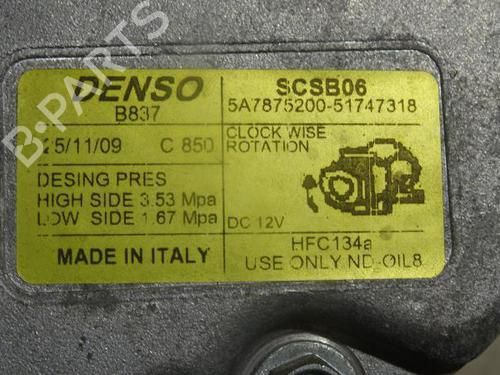 DENSO
B837
25/11/09 C 850
DESING PRES
HIGH SIDE 3.53 Mpa
LOW SIDE 1.67 Mpa
MADE IN ITALY
SCSB06
5A7875200-51747318
CLOCK WISE
ROTATION
DC 12V
HFC134a
USE ONLY ND-OIL8
B-PARTS